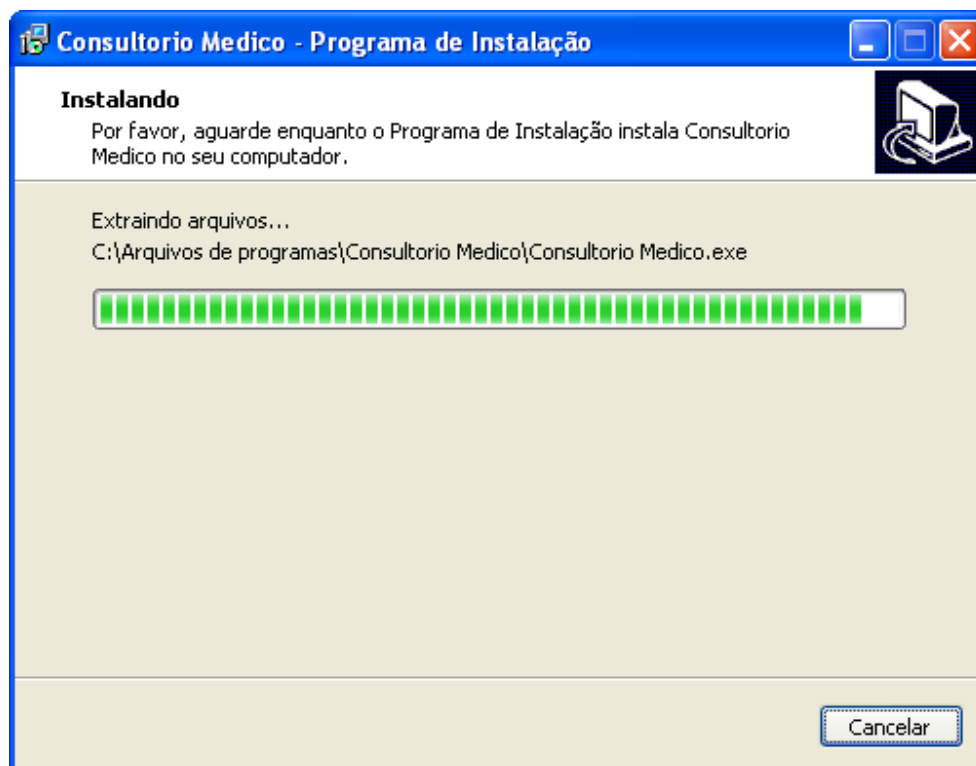 Consultorio Medico - Programa de Instalação
Instalando
Por favor, aguarde enquanto o Programa de Instalação instala Consultorio
Medico no seu computador.
Extraindo arquivos...
C:\Arquivos de programas\Consultorio Medico\Consultorio Medico.exe
Cancelar